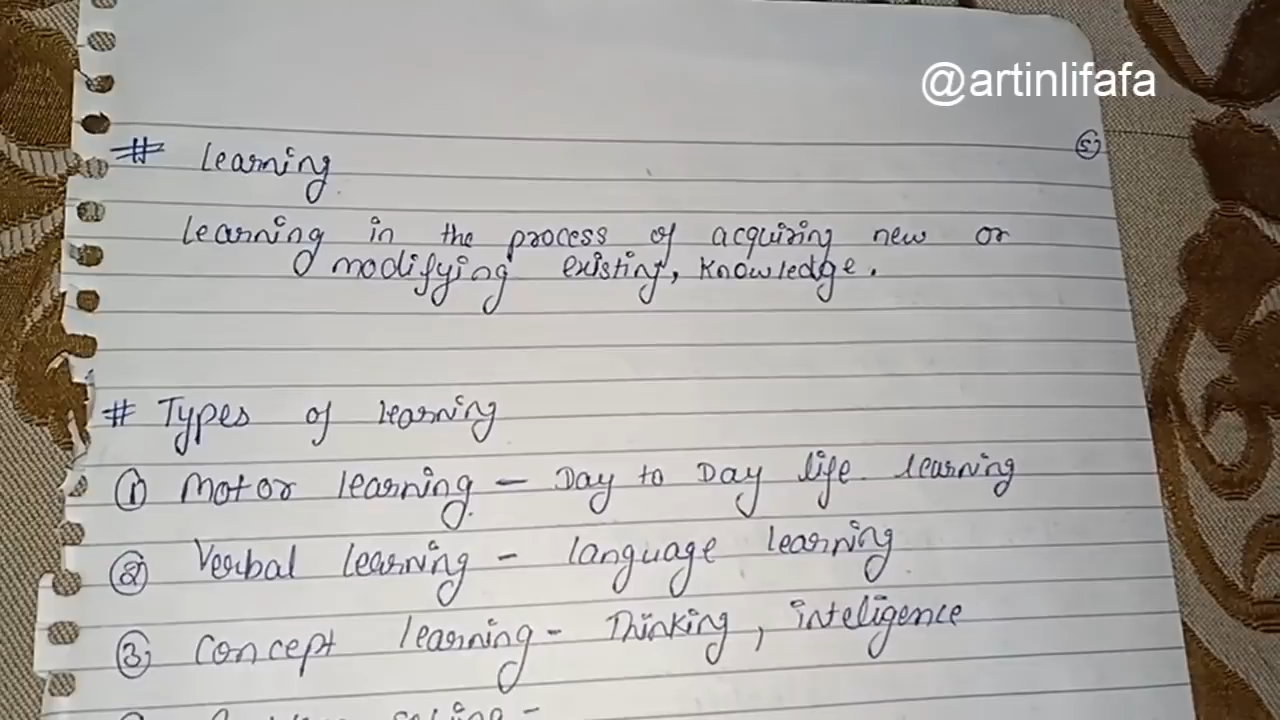 @artinlifafa
5
# Learning
Learning in the process of acquiring new or
modifying existing, knowledge.
# Types of learning
① Motor learning - Day to Day life learning
② Verbal learning - language learning
③ Concept learning - Thinking, inteligence